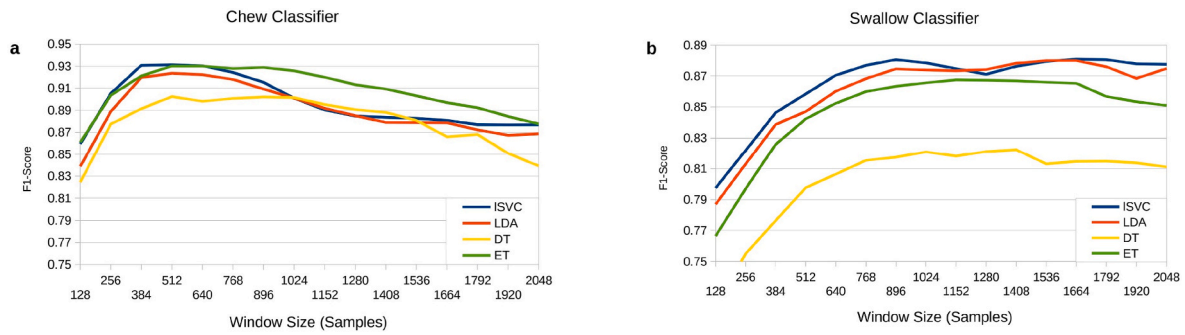 Chew Classifier
a
0.95
0.93
0.91
0.89
0.87
0.85
0.83
0.81
0.79
0.77
0.75
F1-Score
lSVC
LDA
DT
ET
256 512 768 1024 1280 1536 1792 2048
128 384 640 896 1152 1408 1664 1920
Window Size (Samples)
Swallow Classifier
b
0.89
0.87
0.85
0.83
0.81
0.79
0.77
0.75
F1-Score
lSVC
LDA
DT
ET
256 512 768 1024 1280 1536 1792 2048
128 384 640 896 1152 1408 1664 1920
Window Size (Samples)